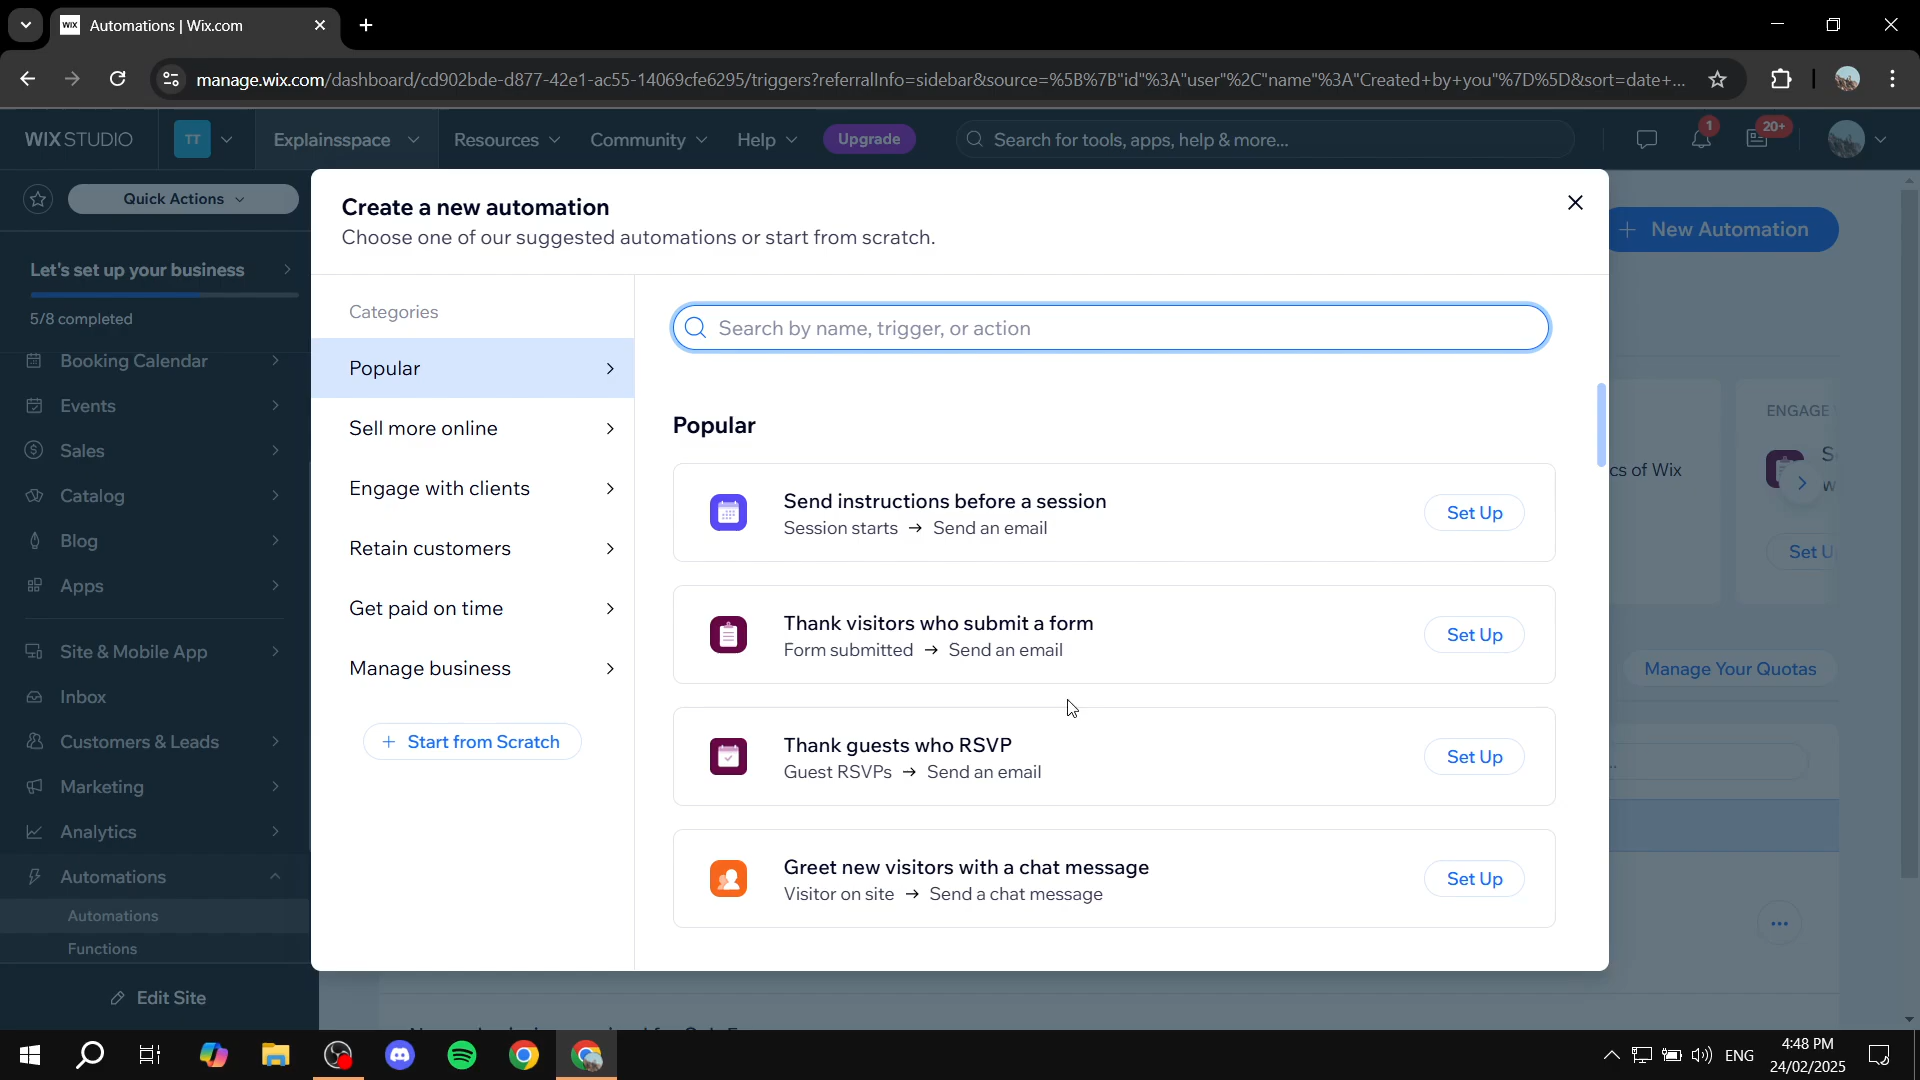 WIX
Automations | Wix.com
manage.wix.com/dashboard/cd902bde-d877-42e1-ac55-14069cfe6295/triggers?referralInfo=sidebar&source=%5B%7B"id"%3A"user"%2C"name"%3A"Created+by+you"%7D%5D&sort=date+...
WIX STUDIO
TT
Explainsspace
Resources
Community
Help
Upgrade
Search for tools, apps, help & more...
1
20+
Quick Actions
Let's set up your business
5/8 completed
Booking Calendar
Events
Sales
Catalog
Blog
Apps
Site & Mobile App
Inbox
Customers & Leads
Marketing
Analytics
Automations
Automations
Functions
Edit Site
Create a new automation
Choose one of our suggested automations or start from scratch.
Categories
Popular
Sell more online
Engage with clients
Retain customers
Get paid on time
Manage business
+ Start from Scratch
Search by name, trigger, or action
Popular
Send instructions before a session
Session starts → Send an email
Set Up
Thank visitors who submit a form
Form submitted → Send an email
Set Up
Thank guests who RSVP
Guest RSVPs → Send an email
Set Up
Greet new visitors with a chat message
Visitor on site → Send a chat message
Set Up
+ New Automation
ENGAGE
cs of Wix
Set U
Manage Your Quotas
ENG
4:48 PM
24/02/2025